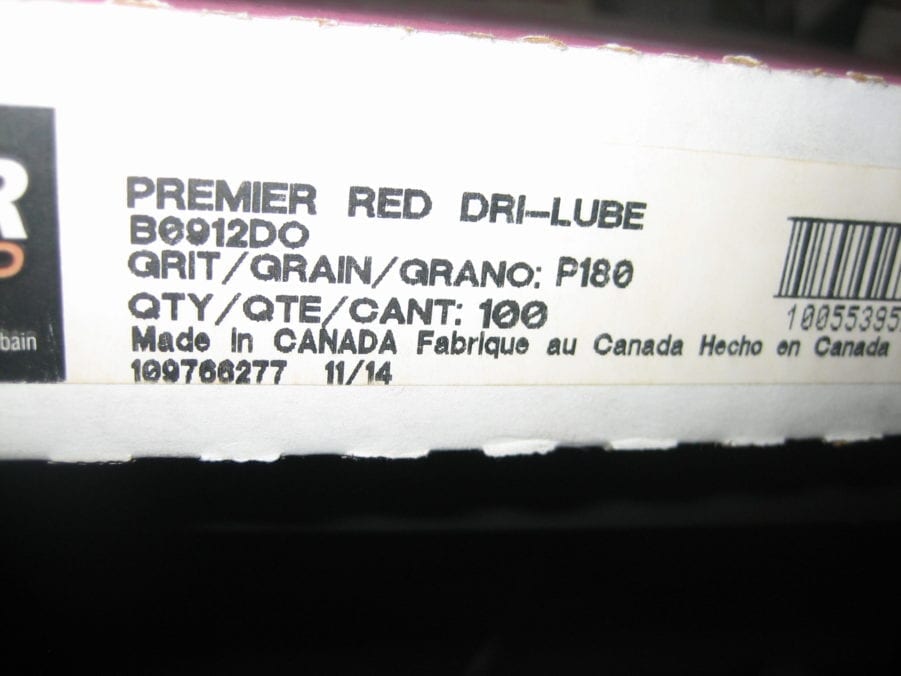 R
PREMIER RED DRI-LUBE
B0912DO
GRIT/GRAIN/GRANO: P180
QTY/QTE/CANT: 100
Made in CANADA Fabrique au Canada Hecho en Canada
109766277 11/14
bain